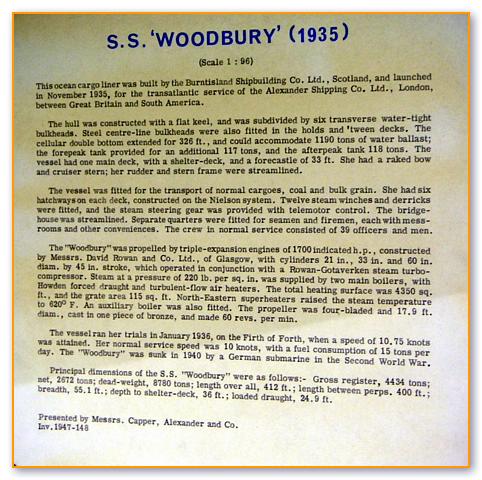 S.S. 'WOODBURY' (1935)
(Scale 1 : 96)
This ocean cargo liner was built by the Burntisland Shipbuilding Co. Ltd., Scotland, and launched
in November 1935, for the transatlantic service of the Alexander Shipping Co. Ltd., London,
between Great Britain and South America.
The hull was constructed with a flat keel, and was subdivided by six transverse water-tight
bulkheads. Steel centre-line bulkheads were also fitted in the holds and 'tween decks. The
cellular double bottom extended for 326 ft., and could accommodate 1190 tons of water ballast;
the forepeak tank provided for an additional 117 tons, and the afterpeak tank 118 tons. The
vessel had one main deck, with a shelter-deck, and a forecastle of 33 ft. She had a raked bow
and cruiser stern; her rudder and stern frame were streamlined.
The vessel was fitted for the transport of normal cargoes, coal and bulk grain. She had six
hatchways on each deck, constructed on the Nielson system. Twelve steam winches and derricks
were fitted, and the steam steering gear was provided with telemotor control. The bridge-
house was streamlined. Separate quarters were fitted for seamen and firemen, each with mess-
rooms and other conveniences. The crew in normal service consisted of 39 officers and men.
The "Woodbury" was propelled by triple-expansion engines of 1700 indicated h.p., constructed
by Messrs. David Rowan and Co. Ltd., of Glasgow, with cylinders 21 in., 33 in. and 60 in.
diam. by 45 in. stroke, which operated in conjunction with a Rowan-Gotaverken steam turbo-
compressor. Steam at a pressure of 220 lb. per sq. in. was supplied by two main boilers, with
Howden forced draught and turbulent-flow air heaters. The total heating surface was 4350 sq.
ft., and the grate area 115 sq. ft. North-Eastern superheaters raised the steam temperature
to 620° F. An auxiliary boiler was also fitted. The propeller was four-bladed and 17.9 ft.
diam., cast in one piece of bronze, and made 60 revs. per min.
The vessel ran her trials in January 1936, on the Firth of Forth, when a speed of 10.75 knots
was attained. Her normal service speed was 10 knots, with a fuel consumption of 15 tons per
day. The "Woodbury" was sunk in 1940 by a German submarine in the Second World War.
Principal dimensions of the S.S. "Woodbury" were as follows:- Gross register, 4434 tons;
net, 2672 tons; dead-weight, 8780 tons; length over all, 412 ft.; length between perps. 400 ft.;
breadth, 55.1 ft.; depth to shelter-deck, 36 ft.; loaded draught, 24.9 ft.
Presented by Messrs. Capper, Alexander and Co.
Inv. 1947-148